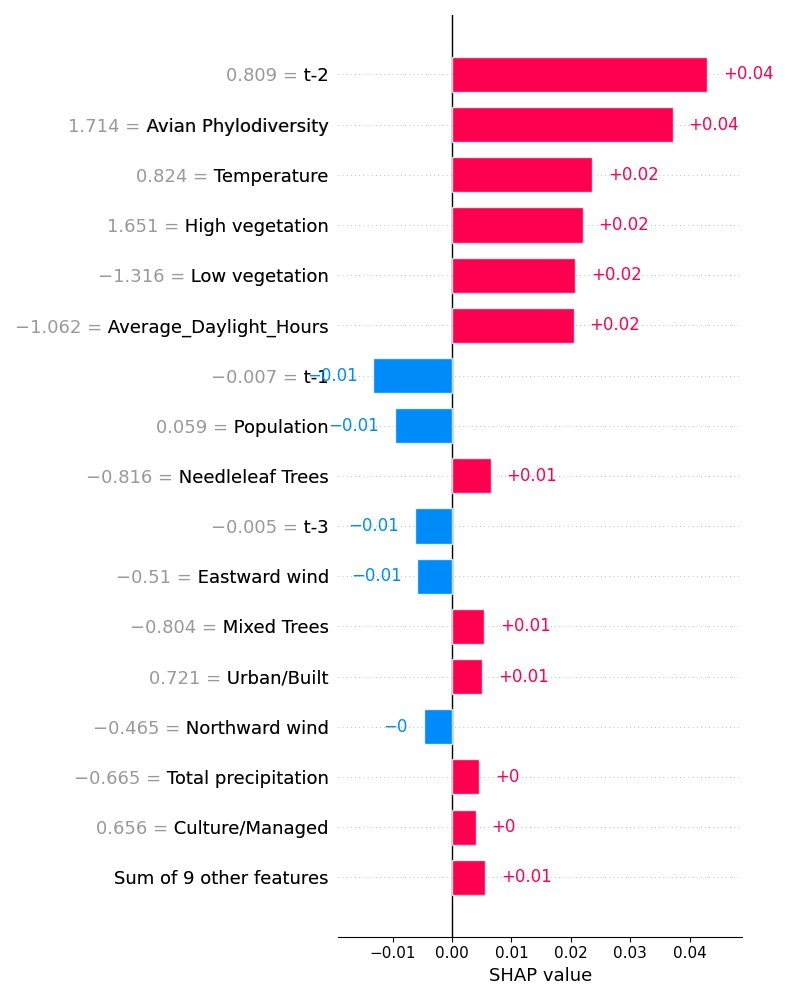 0.809 = t-2 +0.04
1.714 = Avian Phylodiversity +0.04
0.824 = Temperature +0.02
1.651 = High vegetation +0.02
−1.316 = Low vegetation +0.02
−1.062 = Average_Daylight_Hours +0.02
−0.007 = t-1 −0.01
0.059 = Population −0.01
−0.816 = Needleleaf Trees +0.01
−0.005 = t-3 −0.01
−0.51 = Eastward wind −0.01
−0.804 = Mixed Trees +0.01
0.721 = Urban/Built +0.01
−0.465 = Northward wind −0
−0.665 = Total precipitation +0
0.656 = Culture/Managed +0
Sum of 9 other features +0.01
−0.01 0.00 0.01 0.02 0.03 0.04
SHAP value